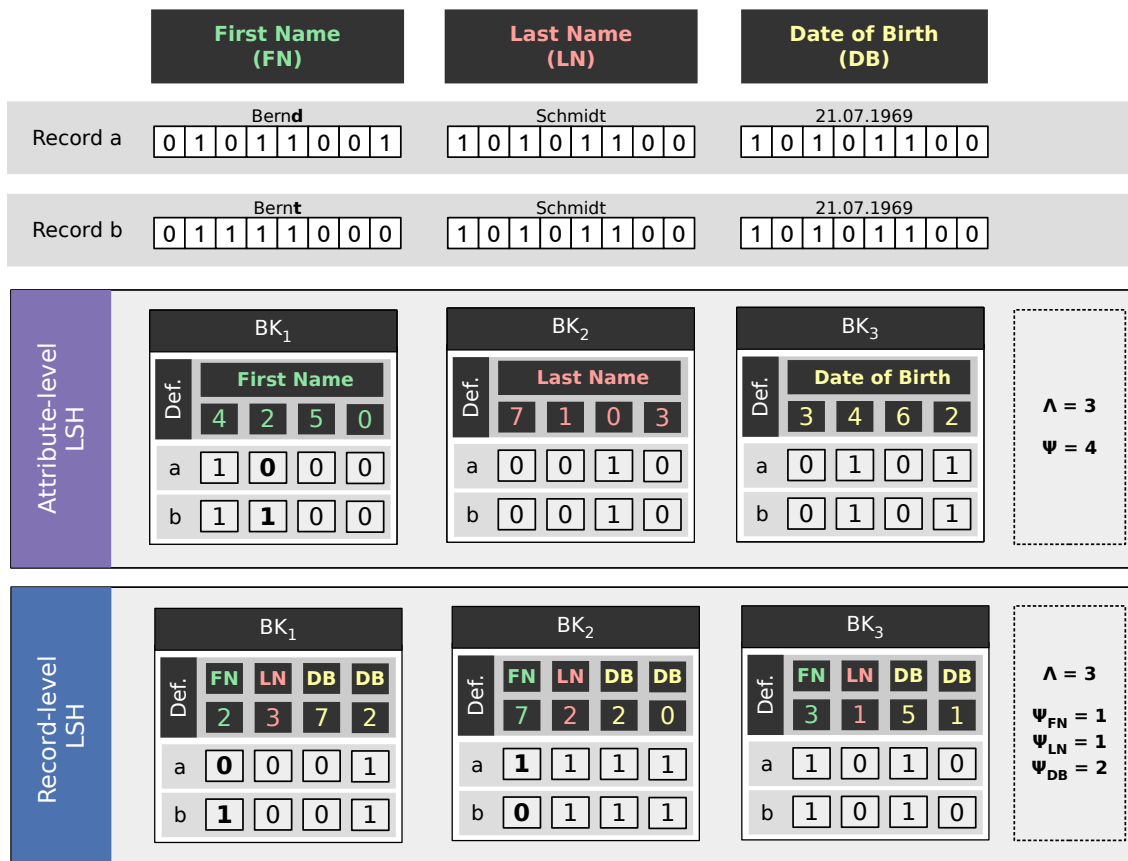 First Name Last Name Date of Birth
(FN) (LN) (DB)
Bernd Schmidt 21.07.1969
Record a 0 1 0 1 1 0 0 1 1 0 1 0 1 1 0 0 1 0 1 0 1 1 0 0
Bernt Schmidt 21.07.1969
Record b 0 1 1 1 1 0 0 0 1 0 1 0 1 1 0 0 1 0 1 0 1 1 0 0
Attribute-level
LSH
BK1 BK2 BK3
Def. First Name Last Name Date of Birth
4 2 5 0 7 1 0 3 3 4 6 2
a 1 0 0 0 a 0 0 1 0 a 0 1 0 1
b 1 1 0 0 b 0 0 1 0 b 0 1 0 1
Def. Def.
Λ = 3
Ψ = 4
Record-level
LSH
BK1 BK2 BK3
Def. FN LN DB DB Def. FN LN DB DB Def. FN LN DB DB
2 3 7 2 7 2 2 0 3 1 5 1
a 0 0 0 1 a 1 1 1 1 a 1 0 1 0
b 1 0 0 1 b 0 1 1 1 b 1 0 1 0
Λ = 3
ΨFN = 1
ΨLN = 1
ΨDB = 2